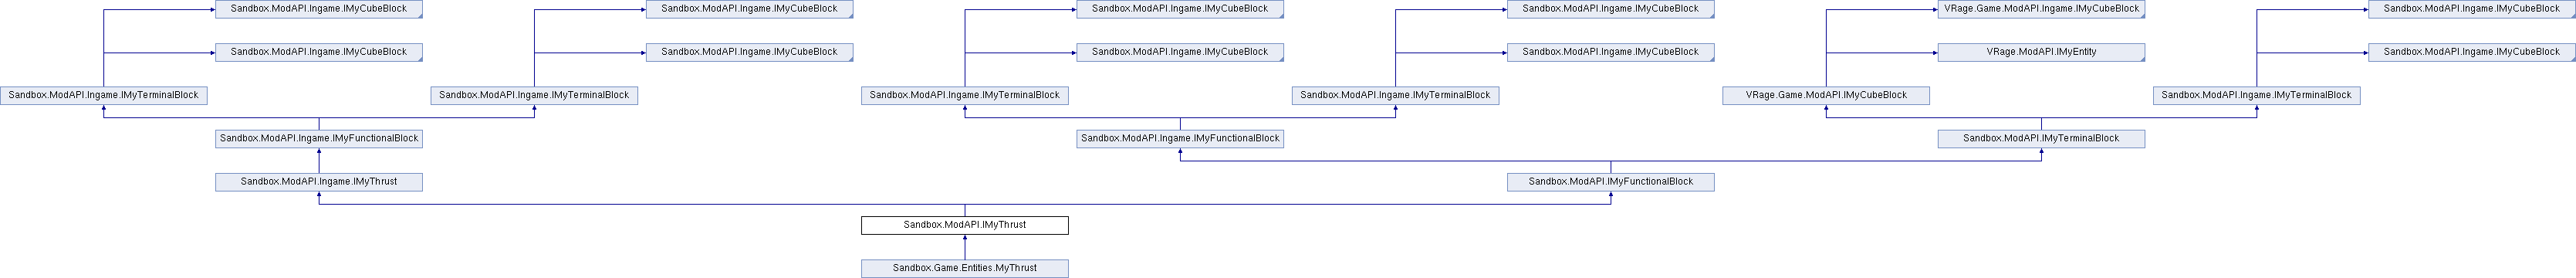 Sandbox.ModAPI.Ingame.IMyCubeBlock
Sandbox.ModAPI.Ingame.IMyCubeBlock
Sandbox.ModAPI.Ingame.IMyCubeBlock
Sandbox.ModAPI.Ingame.IMyCubeBlock
VRage.Game.ModAPI.Ingame.IMyCubeBlock
Sandbox.ModAPI.Ingame.IMyCubeBlock
Sandbox.ModAPI.Ingame.IMyCubeBlock
Sandbox.ModAPI.Ingame.IMyCubeBlock
Sandbox.ModAPI.Ingame.IMyCubeBlock
Sandbox.ModAPI.Ingame.IMyCubeBlock
VRage.ModAPI.IMyEntity
Sandbox.ModAPI.Ingame.IMyCubeBlock
Sandbox.ModAPI.Ingame.IMyTerminalBlock
Sandbox.ModAPI.Ingame.IMyTerminalBlock
Sandbox.ModAPI.Ingame.IMyTerminalBlock
Sandbox.ModAPI.Ingame.IMyTerminalBlock
VRage.Game.ModAPI.IMyCubeBlock
Sandbox.ModAPI.Ingame.IMyTerminalBlock
Sandbox.ModAPI.Ingame.IMyFunctionalBlock
Sandbox.ModAPI.Ingame.IMyFunctionalBlock
Sandbox.ModAPI.IMyTerminalBlock
Sandbox.ModAPI.Ingame.IMyThrust
Sandbox.ModAPI.IMyFunctionalBlock
Sandbox.ModAPI.IMyThrust
Sandbox.Game.Entities.MyThrust